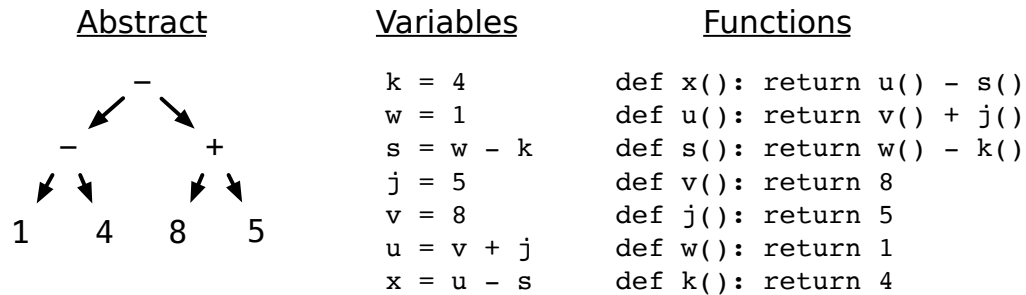 Abstract
−
− +
1 4 8 5
Variables
k = 4
w = 1
s = w − k
j = 5
v = 8
u = v + j
x = u − s
Functions
def x(): return u() − s()
def u(): return v() + j()
def s(): return w() − k()
def v(): return 8
def j(): return 5
def w(): return 1
def k(): return 4